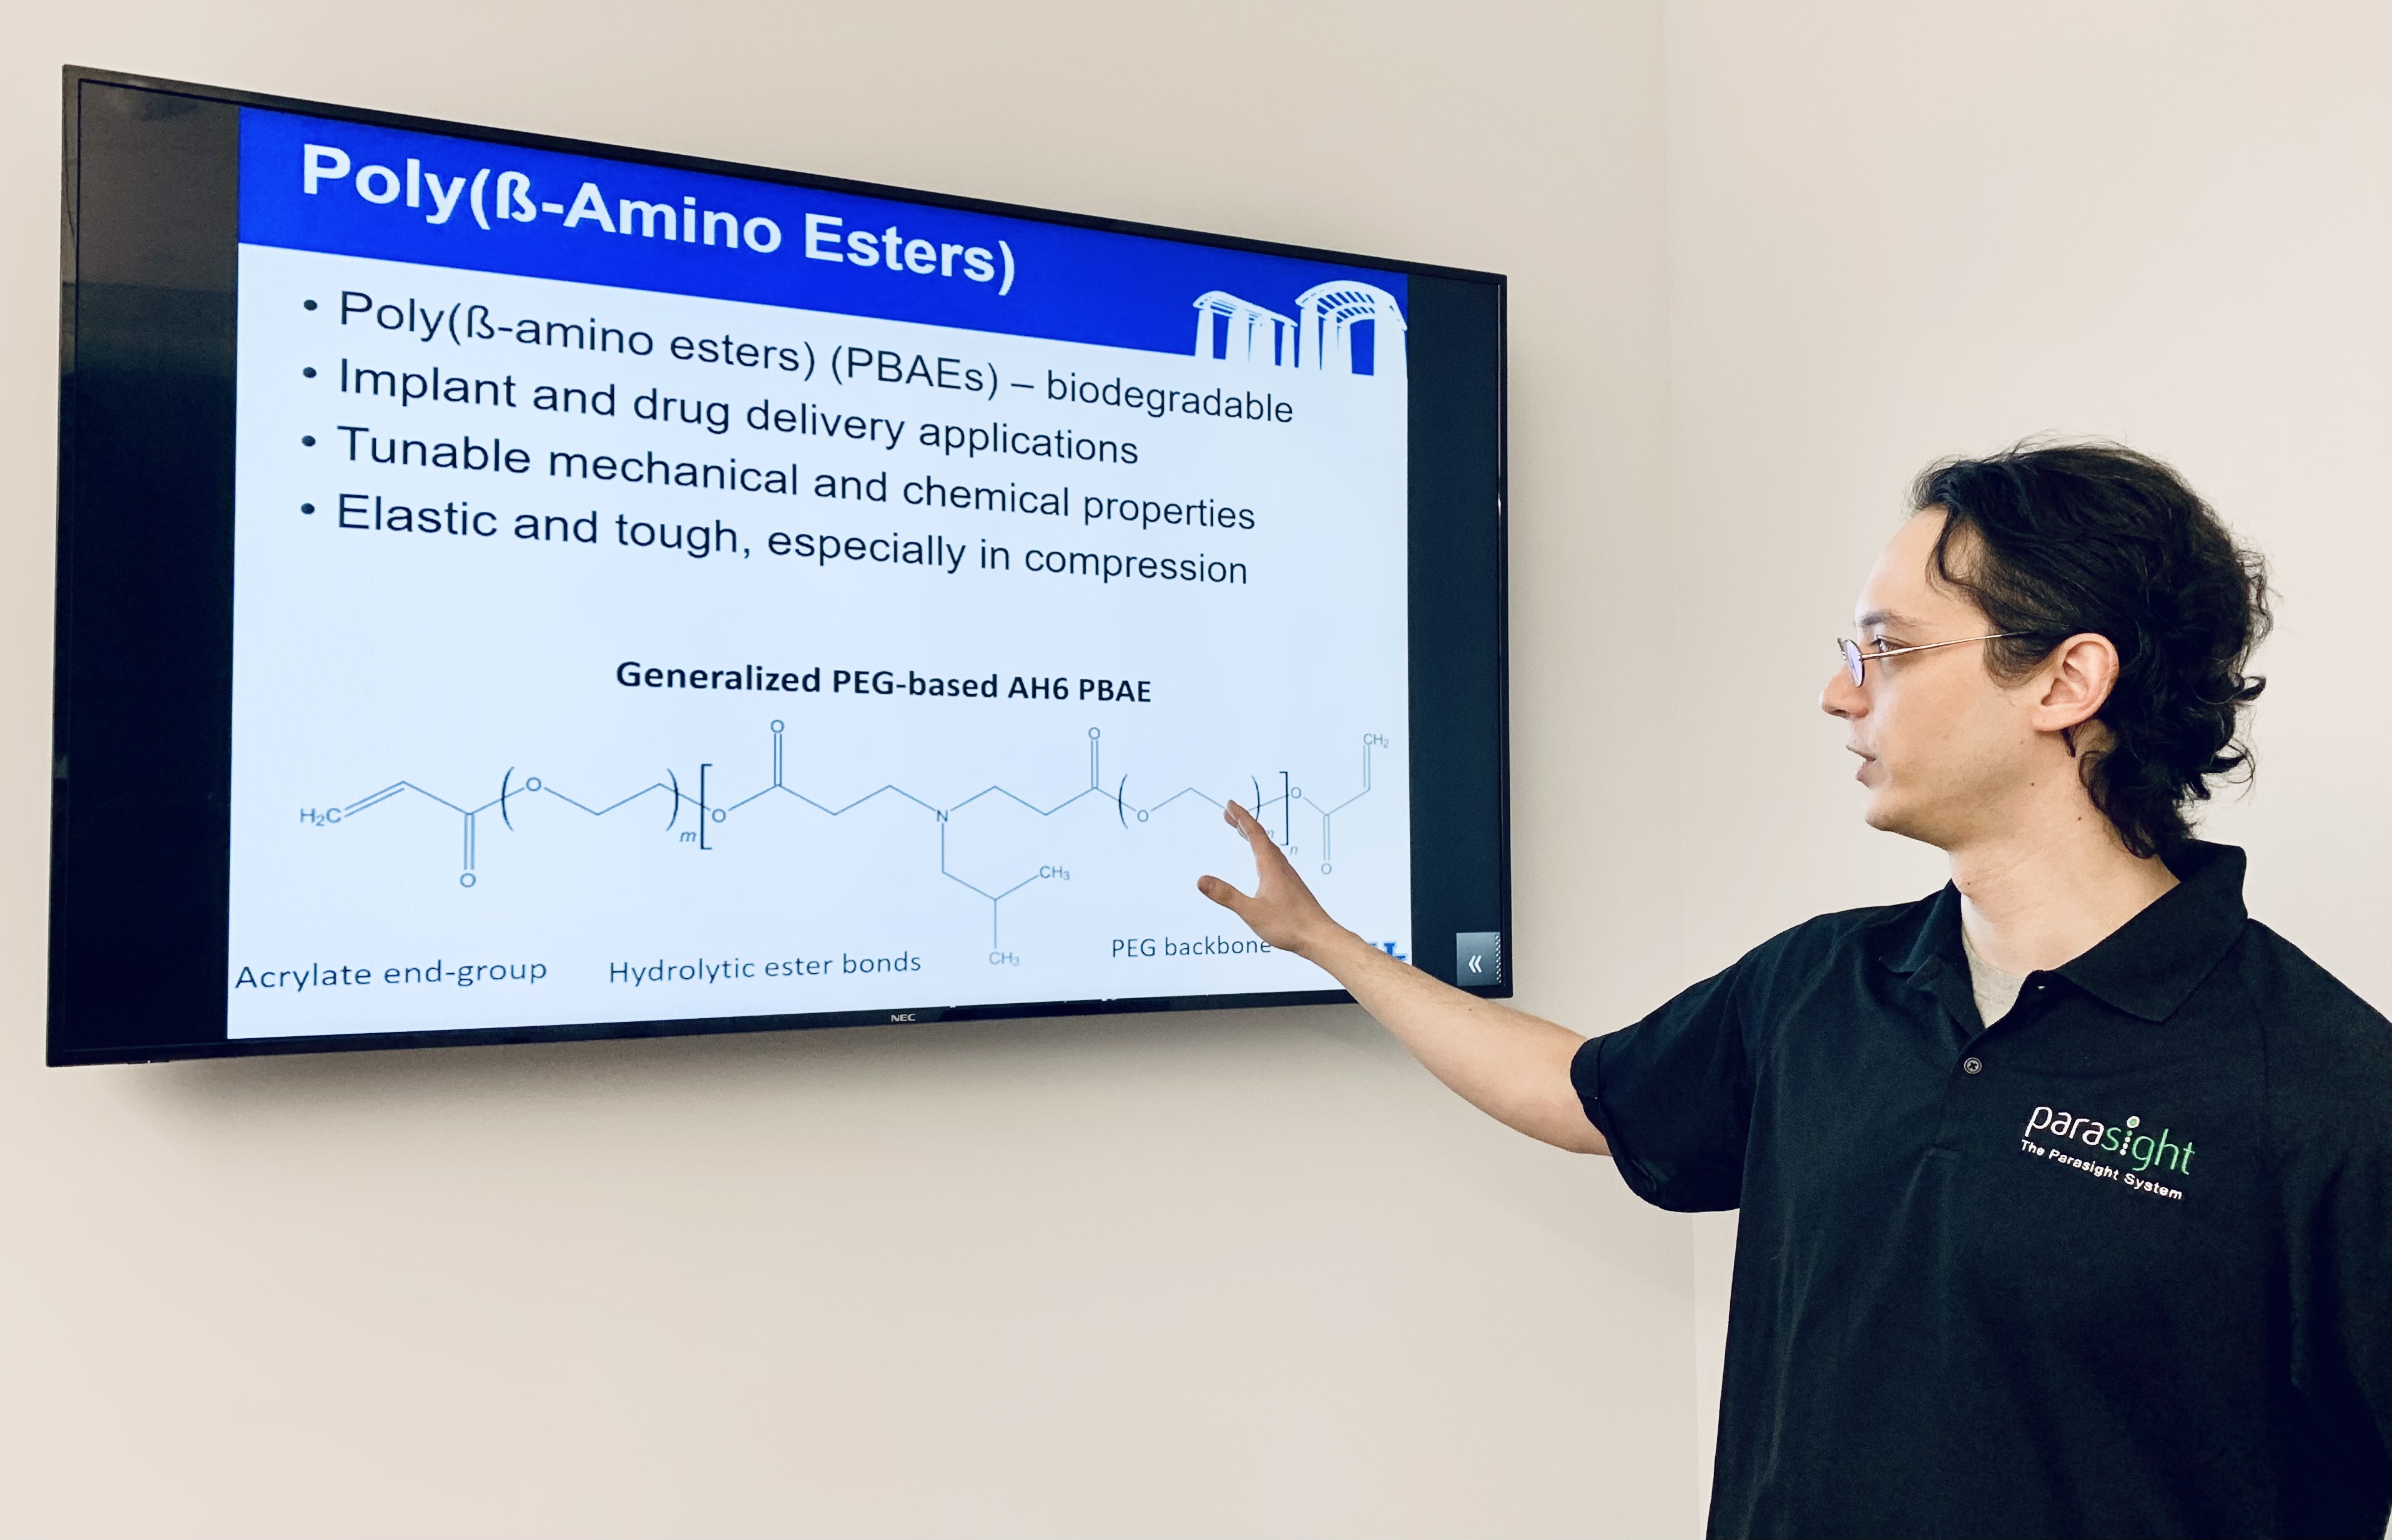 Poly(ß-Amino Esters)
• Poly(ß-amino esters) (PBAEs) – biodegradable
• Implant and drug delivery applications
• Tunable mechanical and chemical properties
• Elastic and tough, especially in compression
Generalized PEG-based AH6 PBAE
H₂C
O
O
m
O
O
N
CH₃
CH₃
O
O
n
O
O
CH₂
Acrylate end-group
Hydrolytic ester bonds
PEG backbone
«
NEC
parasight
The Parasight System